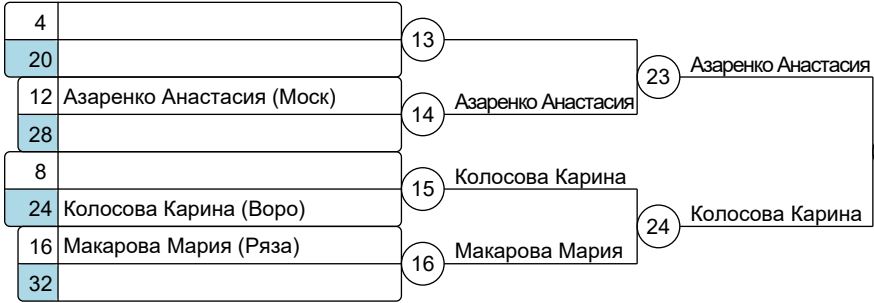 4
20
13
12 Азаренко Анастасия (Моск)
28
14
Азаренко Анастасия
23
Азаренко Анастасия
8
24 Колосова Карина (Воро)
15
Колосова Карина
16 Макарова Мария (Ряза)
32
16
Макарова Мария
24
Колосова Карина